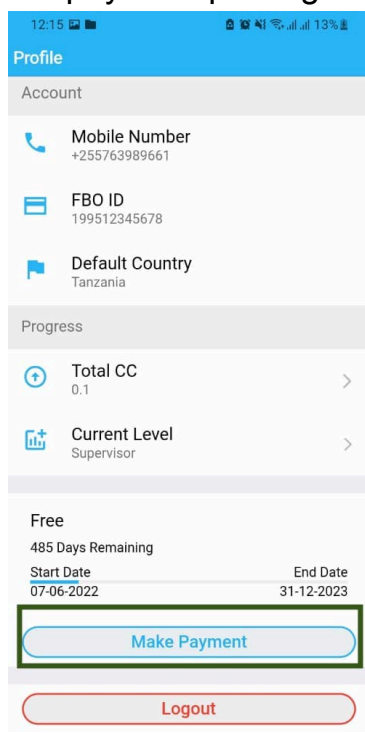 12:15 13%
Profile
Account
Mobile Number
+255763989661
FBO ID
199512345678
Default Country
Tanzania
Progress
Total CC
0.1
Current Level
Supervisor
Free
485 Days Remaining
Start Date End Date
07-06-2022 31-12-2023
Make Payment
Logout